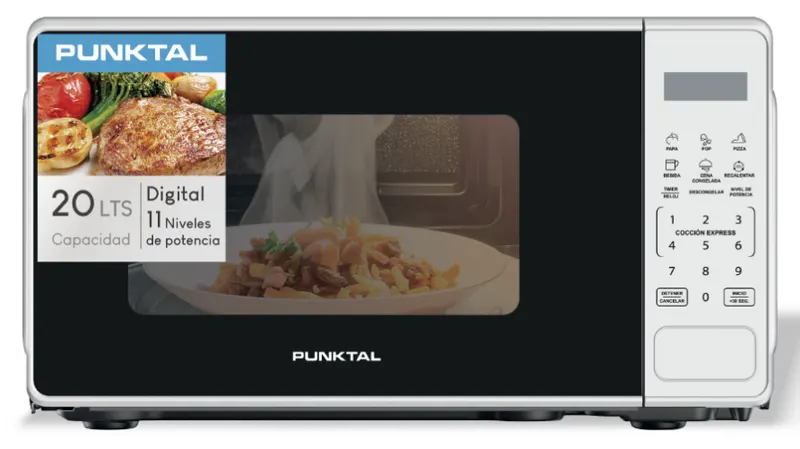 PUNKTAL
20 LTS
Capacidad
Digital
11 Niveles
de potencia
PUNKTAL
PAPA
POP
PIZZA
BEBIDA
CENA
CONGELADA
RECALENTAR
TIMER
RELOJ
DESCONGELAR
NIVEL DE
POTENCIA
1 2 3
COCCIÓN EXPRESS
4 5 6
7 8 9
DETENER
CANCELAR
0
INICIO
+30 SEG.